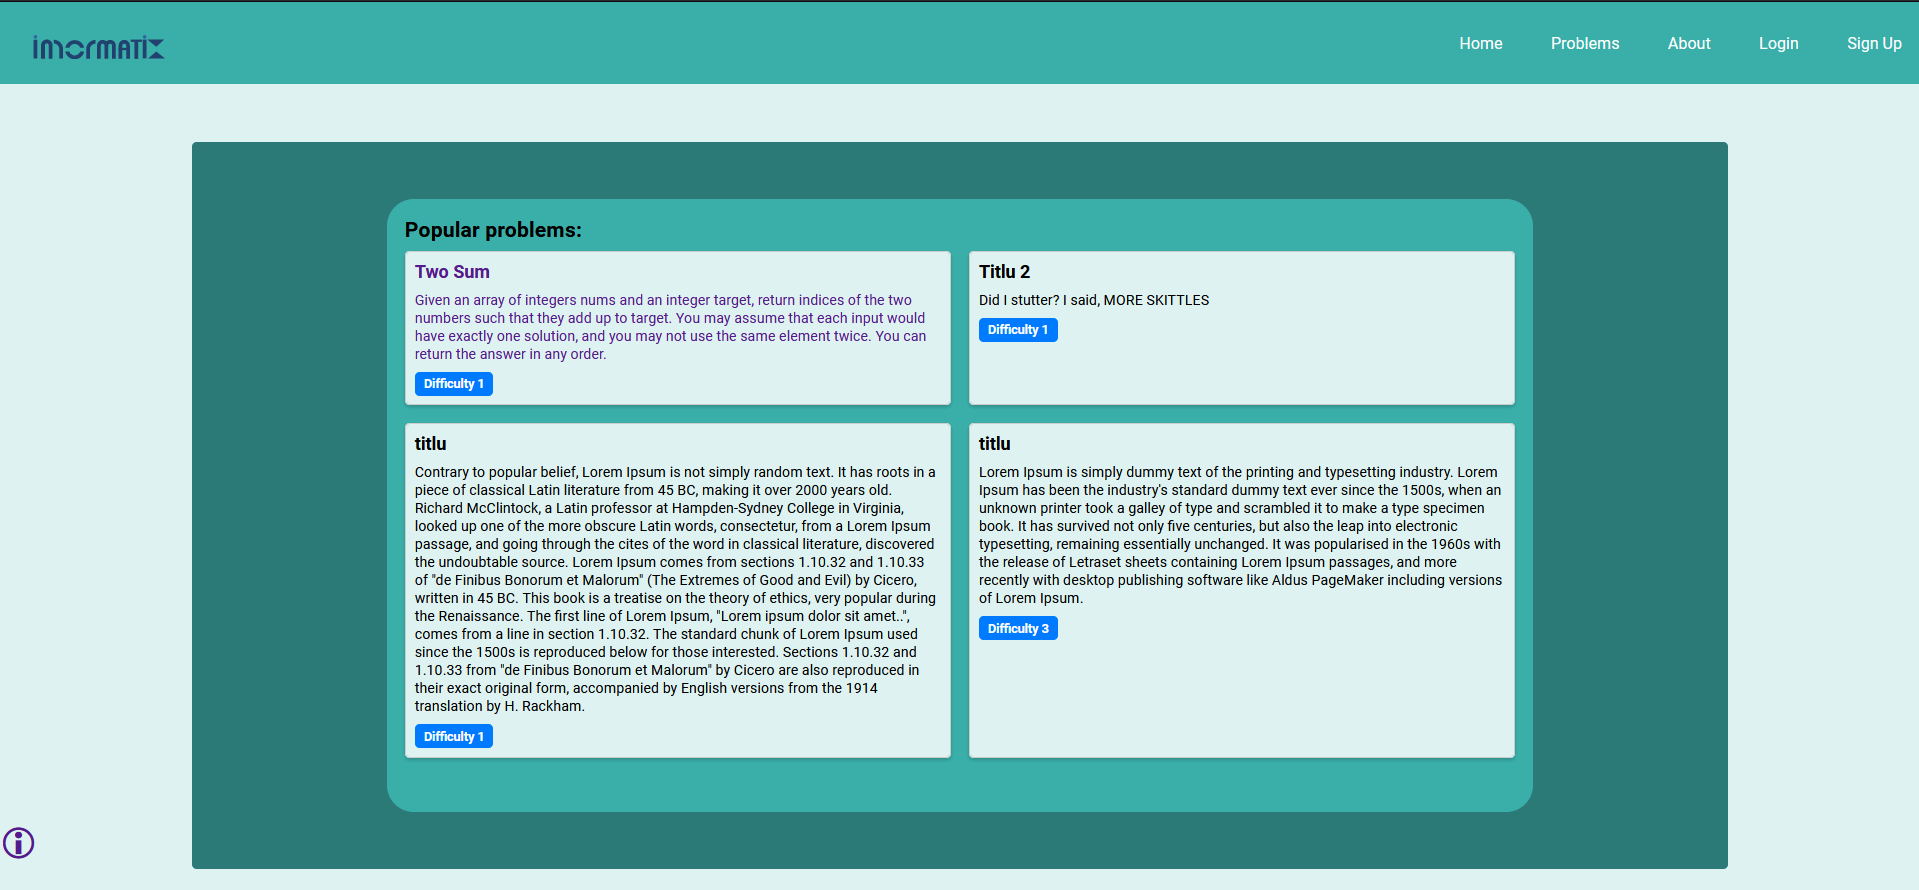 imormatix
Home
Problems
About
Login
Sign Up
Popular problems:
Two Sum
Given an array of integers nums and an integer target, return indices of the two
numbers such that they add up to target. You may assume that each input would
have exactly one solution, and you may not use the same element twice. You can
return the answer in any order.
Difficulty 1
Titlu 2
Did I stutter? I said, MORE SKITTLES
Difficulty 1
titlu
Contrary to popular belief, Lorem Ipsum is not simply random text. It has roots in a
piece of classical Latin literature from 45 BC, making it over 2000 years old.
Richard McClintock, a Latin professor at Hampden-Sydney College in Virginia,
looked up one of the more obscure Latin words, consectetur, from a Lorem Ipsum
passage, and going through the cites of the word in classical literature, discovered
the undoubtable source. Lorem Ipsum comes from sections 1.10.32 and 1.10.33
of "de Finibus Bonorum et Malorum" (The Extremes of Good and Evil) by Cicero,
written in 45 BC. This book is a treatise on the theory of ethics, very popular during
the Renaissance. The first line of Lorem Ipsum, "Lorem ipsum dolor sit amet..",
comes from a line in section 1.10.32. The standard chunk of Lorem Ipsum used
since the 1500s is reproduced below for those interested. Sections 1.10.32 and
1.10.33 from "de Finibus Bonorum et Malorum" by Cicero are also reproduced in
their exact original form, accompanied by English versions from the 1914
translation by H. Rackham.
Difficulty 1
titlu
Lorem Ipsum is simply dummy text of the printing and typesetting industry. Lorem
Ipsum has been the industry's standard dummy text ever since the 1500s, when an
unknown printer took a galley of type and scrambled it to make a type specimen
book. It has survived not only five centuries, but also the leap into electronic
typesetting, remaining essentially unchanged. It was popularised in the 1960s with
the release of Letraset sheets containing Lorem Ipsum passages, and more
recently with desktop publishing software like Aldus PageMaker including versions
of Lorem Ipsum.
Difficulty 3